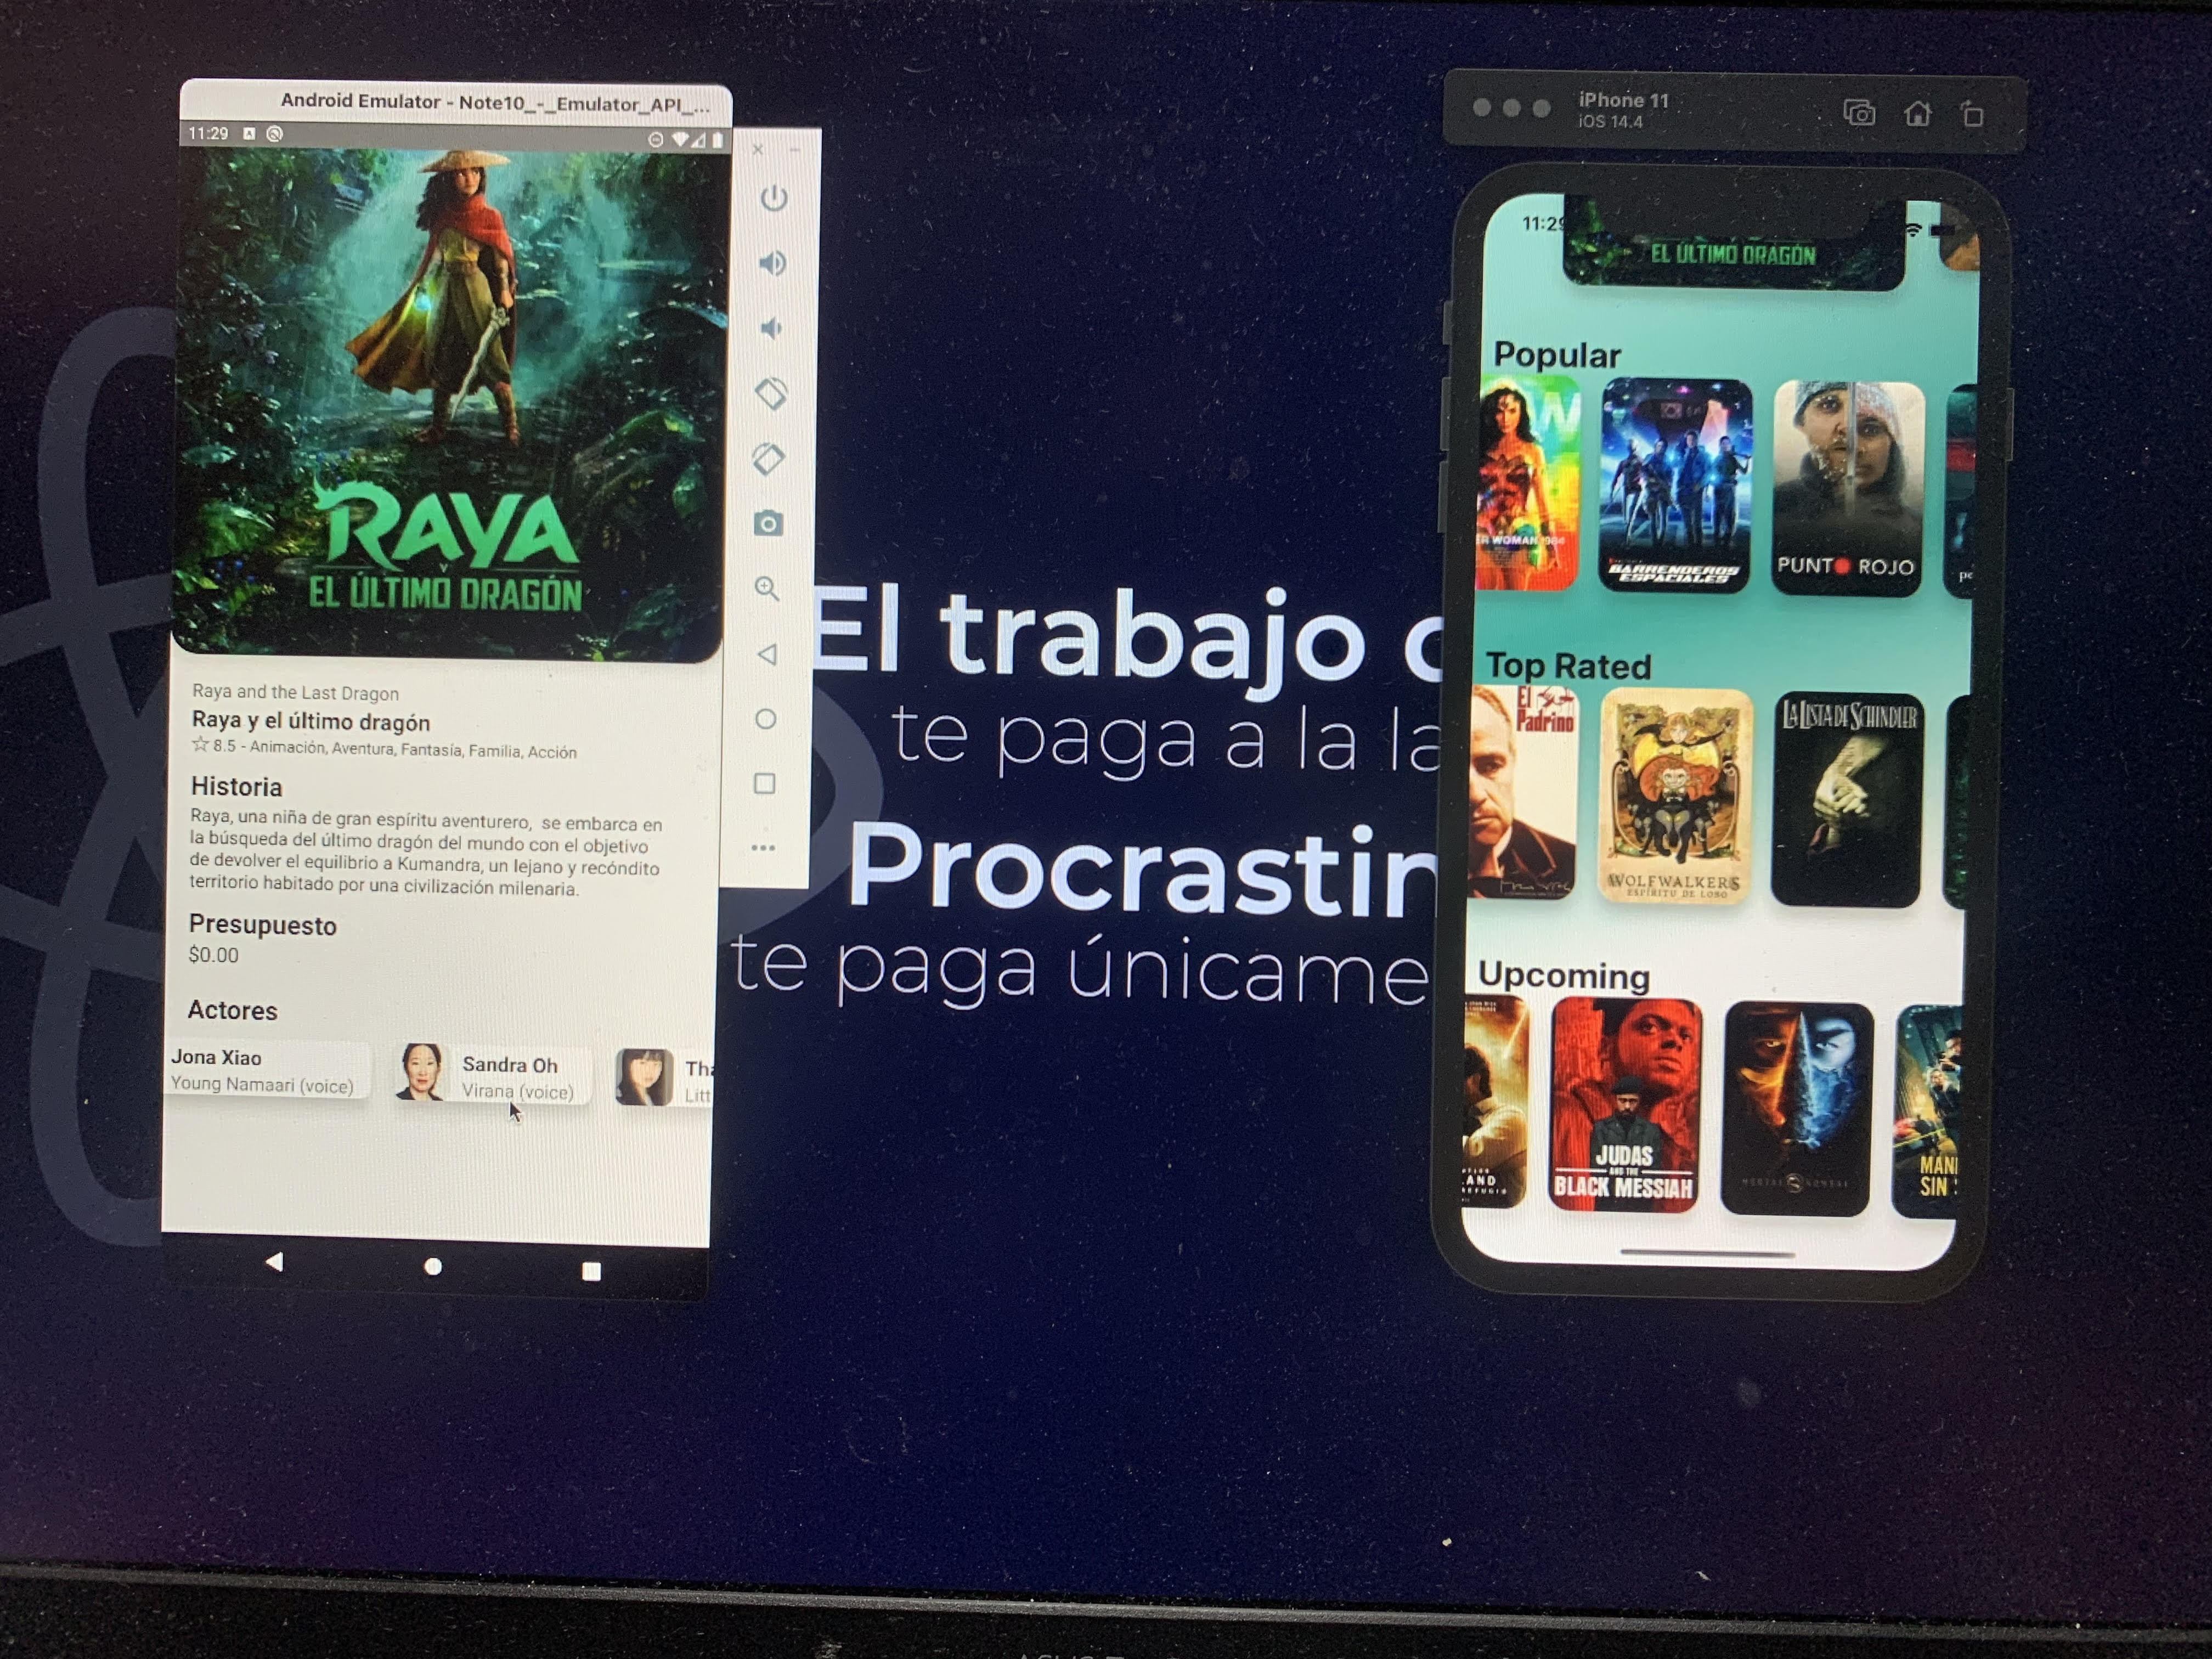 Android Emulator - Note10_-_Emulator_API_...
11:29
RAYA
Y
EL ÚLTIMO DRAGÓN
Raya and the Last Dragon
Raya y el último dragón
8.5 - Animación, Aventura, Fantasía, Familia, Acción
Historia
Raya, una niña de gran espíritu aventurero, se embarca en
la búsqueda del último dragón del mundo con el objetivo
de devolver el equilibrio a Kumandra, un lejano y recóndito
territorio habitado por una civilización milenaria.
Presupuesto
$0.00
Actores
Jona Xiao
Young Namaari (voice)
Sandra Oh
Virana (voice)
Tha
Litt
El trabajo
te paga a la la
Procrastin
te paga únicame
iPhone 11
iOS 14.4
11:29
EL ÚLTIMO DRAGÓN
Popular
ER WOMAN 1984
BARRENDEROS
ESPACIALES
PUNTO ROJO
Top Rated
El
Padrino
WOLFWALKERS
ESPÍRITU DE LOBO
LA LISTA DE SCHINDLER
Upcoming
LAND
JUDAS
AND THE
BLACK MESSIAH
MORTAL KOMBAT
MAN
SIN